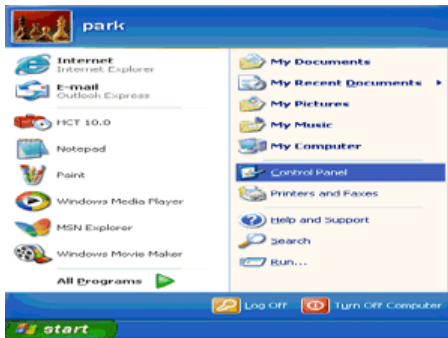 park
Internet
Internet Explorer
E-mail
Outlook Express
HCT 10.0
Notepad
Paint
Windows Media Player
MSN Explorer
Windows Movie Maker
All Programs
My Documents
My Recent Documents
My Pictures
My Music
My Computer
Control Panel
Printers and Faxes
Help and Support
Search
Run...
Log Off
Turn Off Computer
start